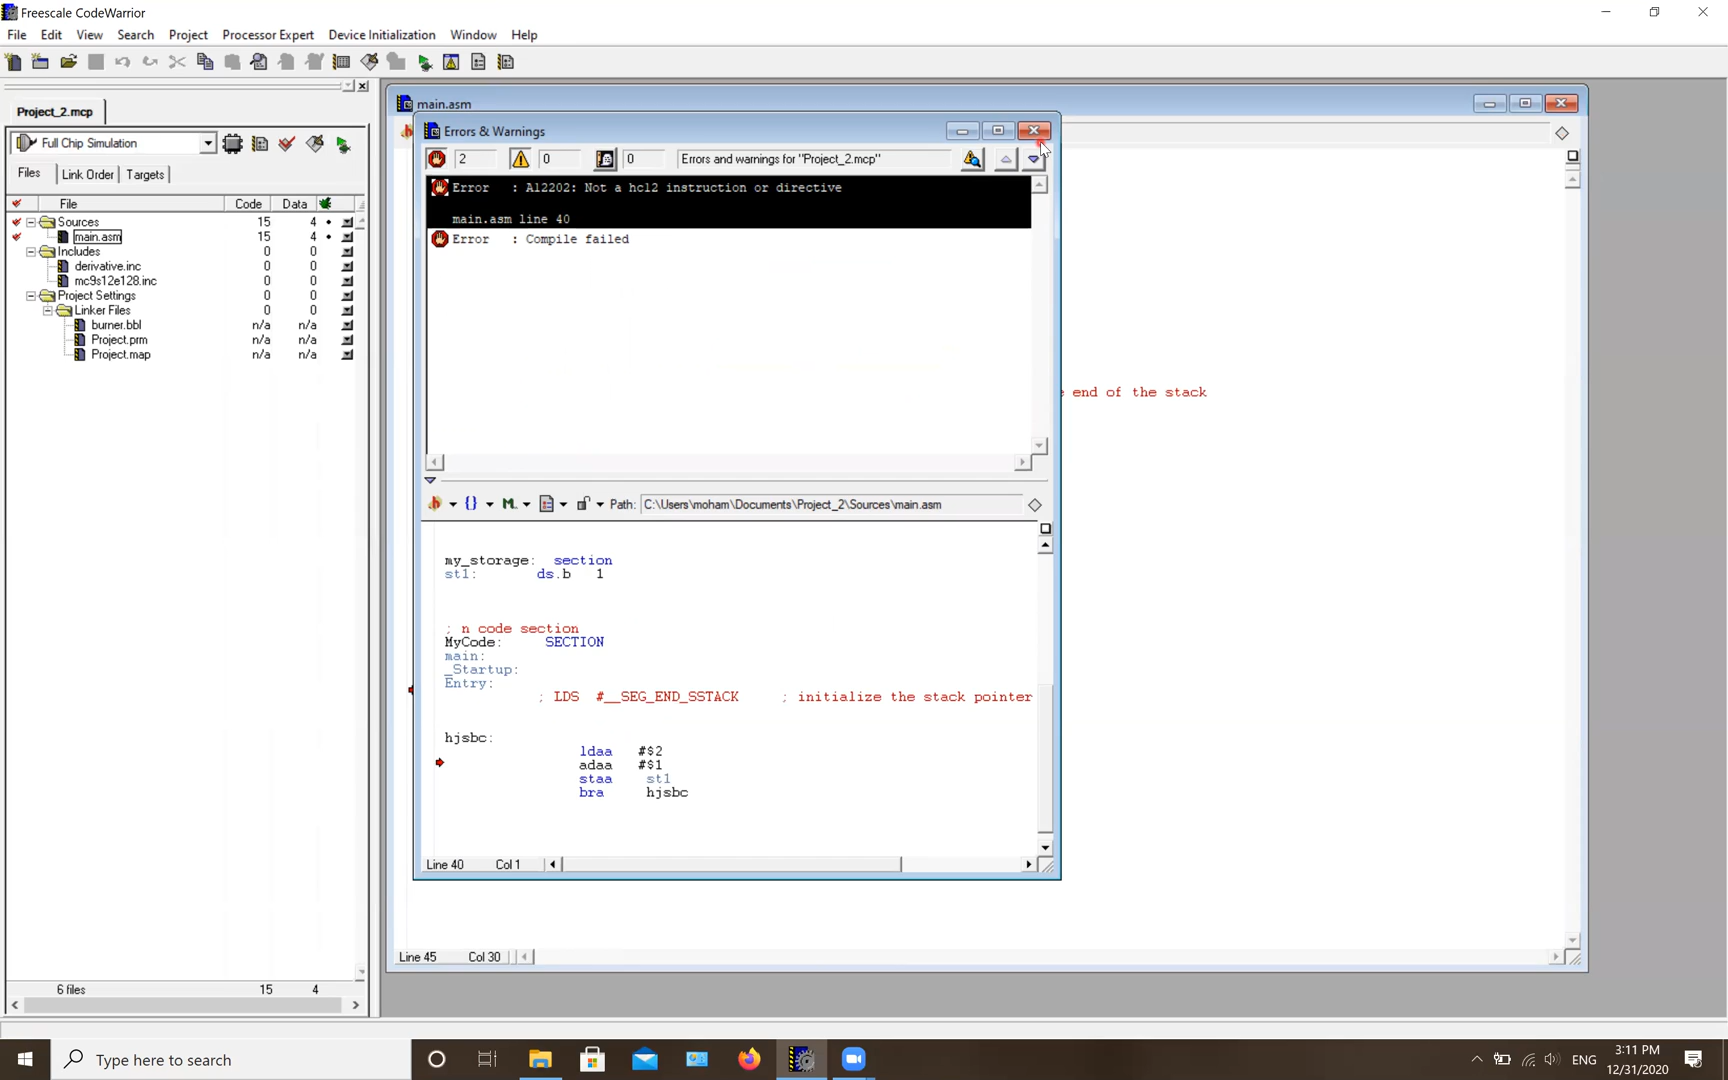 Freescale CodeWarrior
File Edit View Search Project Processor Expert Device Initialization Window Help
Project_2.mcp
Full Chip Simulation
Files Link Order Targets
File Code Data
Sources 15 4
main.asm 15 4
Includes 0 0
derivative.inc 0 0
mc9s12e128.inc 0 0
Project Settings 0 0
Linker Files 0 0
burner.bbl n/a n/a
Project.prm n/a n/a
Project.map n/a n/a
6 files 15 4
main.asm
end of the stack
Line 45 Col 30
Errors & Warnings
2 0 0 Errors and warnings for "Project_2.mcp"
Error : A12202: Not a hc12 instruction or directive
main.asm line 40
Error : Compile failed
Path: C:\Users\moham\Documents\Project_2\Sources\main.asm
my_storage: section
st1: ds.b 1
; n code section
MyCode: SECTION
main:
_Startup:
Entry:
; LDS #__SEG_END_SSTACK ; initialize the stack pointer
hjsbc:
ldaa #$2
adaa #$1
staa st1
bra hjsbc
Line 40 Col 1
Type here to search
ENG
3:11 PM
12/31/2020